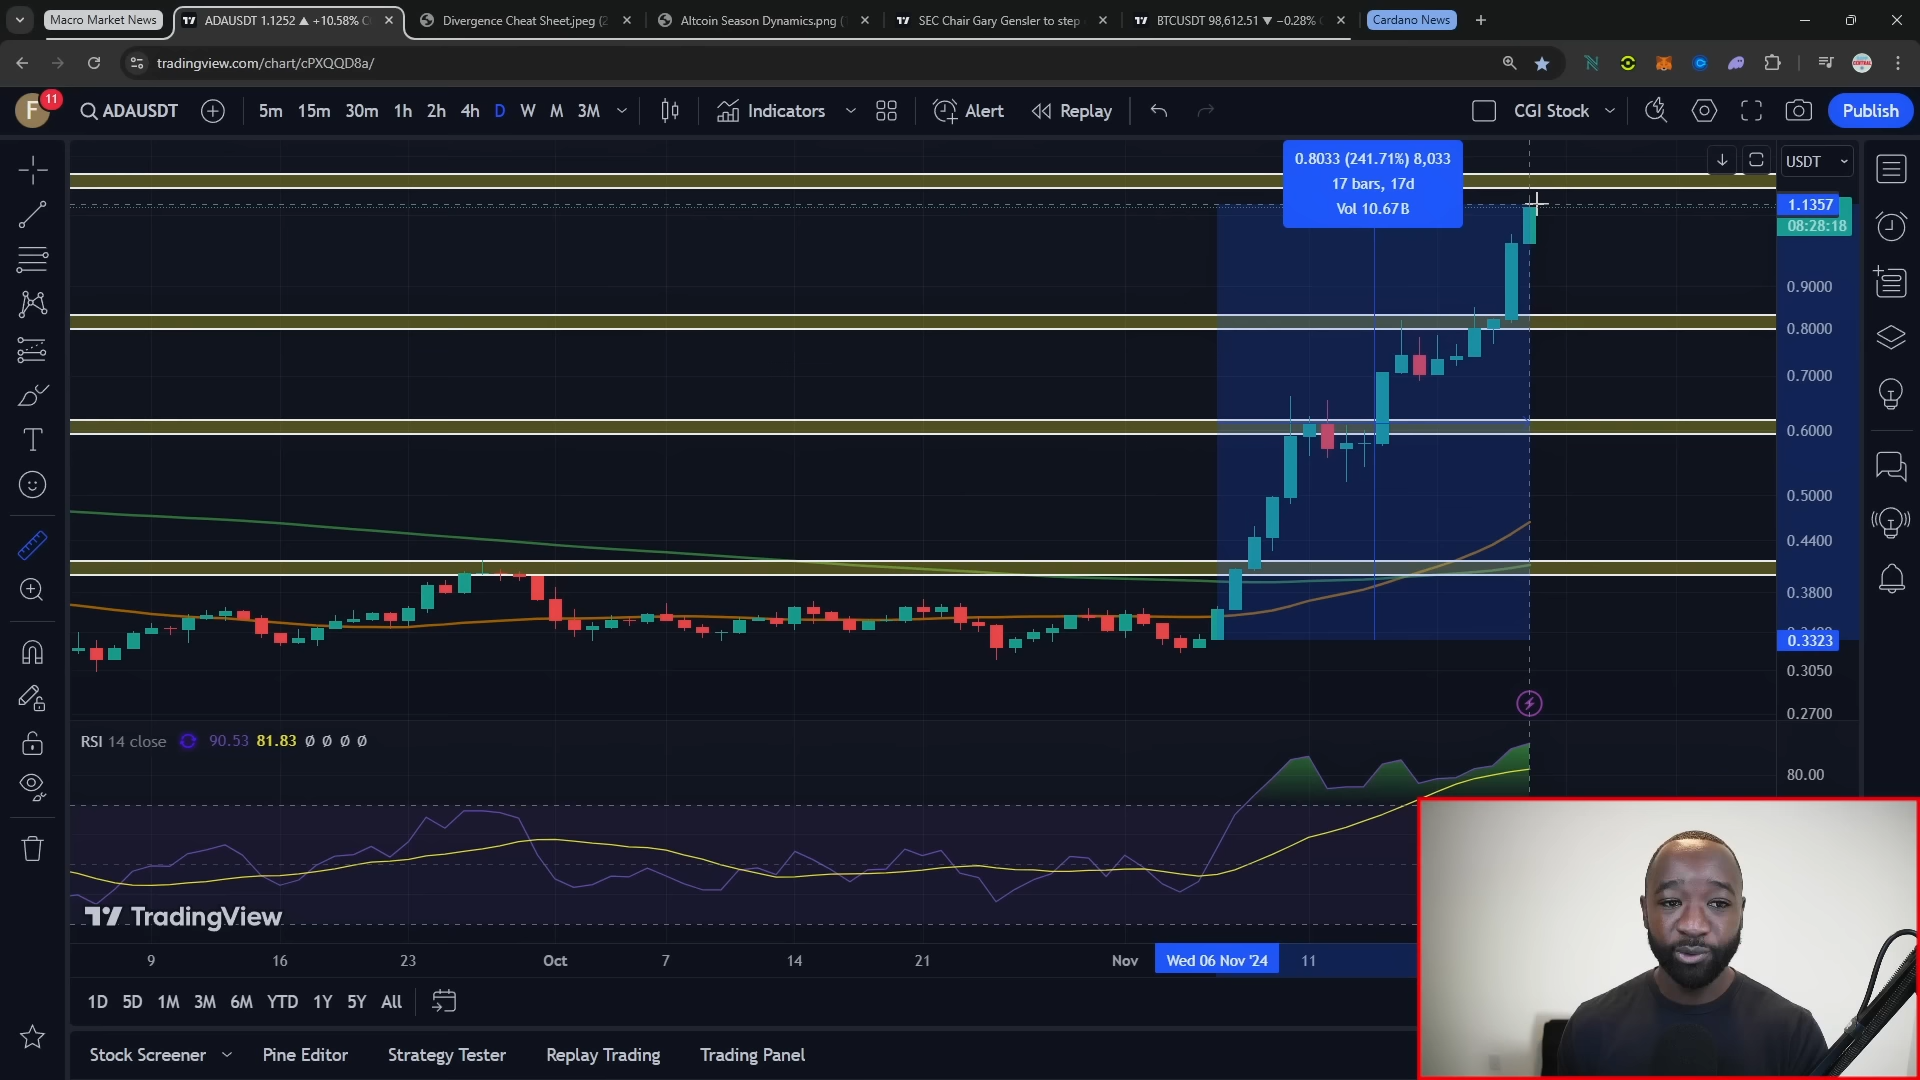 Macro Market News
ADAUSDT 1.1252 ▲ +10.58%
Divergence Cheat Sheet.jpeg (2
Altcoin Season Dynamics.png (
SEC Chair Gary Gensler to step
BTCUSDT 98,612.51 ▼ −0.28%
Cardano News
tradingview.com/chart/cPXQQD8a/
F
11
ADAUSDT
5m 15m 30m 1h 2h 4h D W M 3M
Indicators
Alert
Replay
CGI Stock
Publish
0.8033 (241.71%) 8,033
17 bars, 17d
Vol 10.67B
USDT
1.1357
08:28:18
0.9000
0.8000
0.7000
0.6000
0.5000
0.4400
0.3800
0.3323
0.3050
0.2700
RSI 14 close 90.53 81.83 Ø Ø Ø Ø
80.00
TradingView
9 16 23 Oct 7 14 21 Nov Wed 06 Nov '24 11
1D 5D 1M 3M 6M YTD 1Y 5Y All
Stock Screener
Pine Editor
Strategy Tester
Replay Trading
Trading Panel